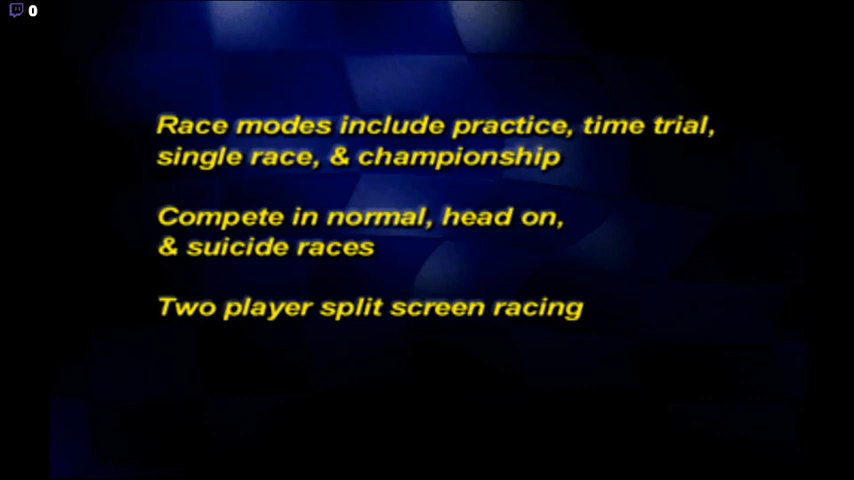 0
Race modes include practice, time trial,
single race, & championship
Compete in normal, head on,
& suicide races
Two player split screen racing